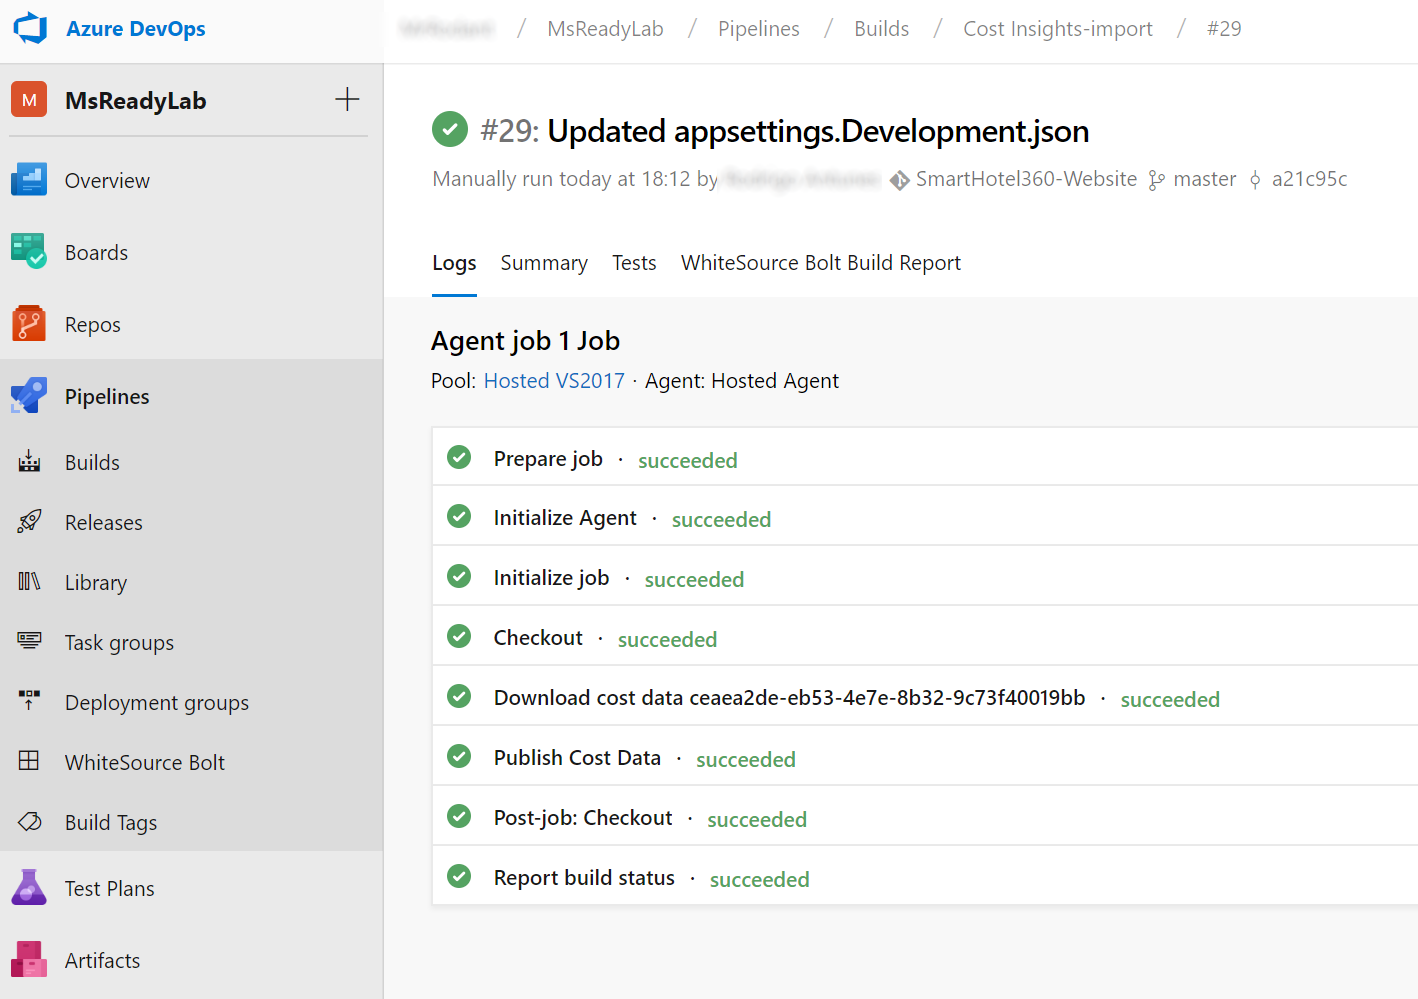 Azure DevOps
/ MsReadyLab / Pipelines / Builds / Cost Insights-import / #29
M MsReadyLab
Overview
Boards
Repos
Pipelines
Builds
Releases
Library
Task groups
Deployment groups
WhiteSource Bolt
Build Tags
Test Plans
Artifacts
#29: Updated appsettings.Development.json
Manually run today at 18:12 by SmartHotel360-Website master a21c95c
Logs Summary Tests WhiteSource Bolt Build Report
Agent job 1 Job
Pool: Hosted VS2017 · Agent: Hosted Agent
Prepare job · succeeded
Initialize Agent · succeeded
Initialize job · succeeded
Checkout · succeeded
Download cost data ceaea2de-eb53-4e7e-8b32-9c73f40019bb · succeeded
Publish Cost Data · succeeded
Post-job: Checkout · succeeded
Report build status · succeeded